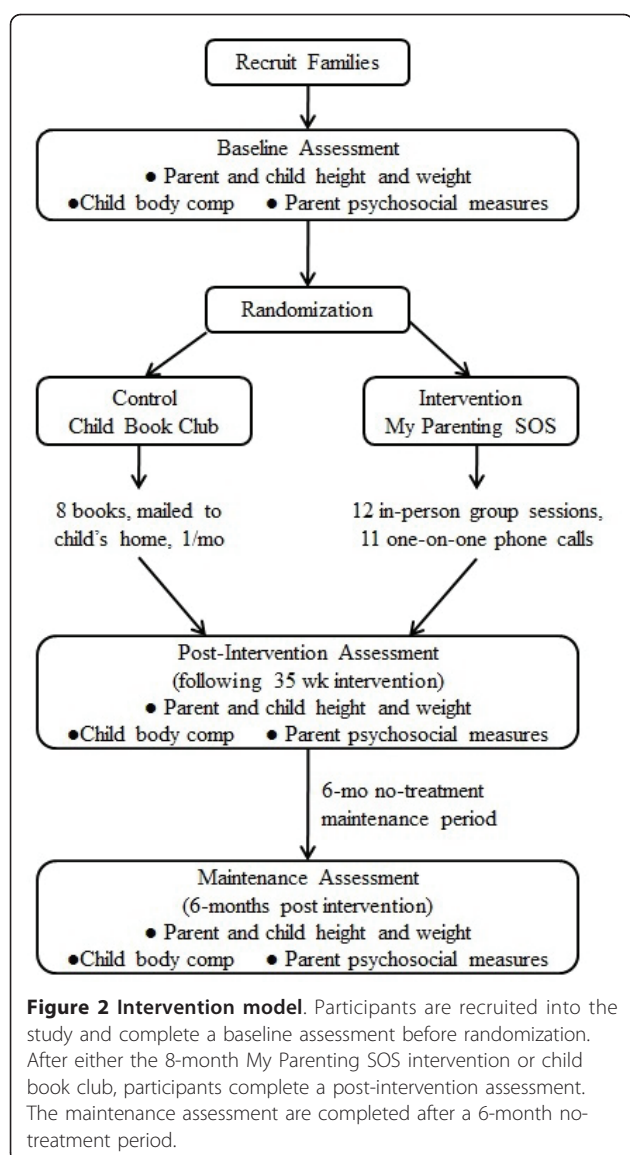 Recruit Families
Baseline Assessment
● Parent and child height and weight
●Child body comp ● Parent psychosocial measures
Randomization
Control
Child Book Club
Intervention
My Parenting SOS
8 books, mailed to
child's home, 1/mo
12 in-person group sessions,
11 one-on-one phone calls
Post-Intervention Assessment
(following 35 wk intervention)
● Parent and child height and weight
●Child body comp ● Parent psychosocial measures
6-mo no-treatment
maintenance period
Maintenance Assessment
(6-months post intervention)
● Parent and child height and weight
●Child body comp ● Parent psychosocial measures
Figure 2 Intervention model. Participants are recruited into the
study and complete a baseline assessment before randomization.
After either the 8-month My Parenting SOS intervention or child
book club, participants complete a post-intervention assessment.
The maintenance assessment are completed after a 6-month no-
treatment period.